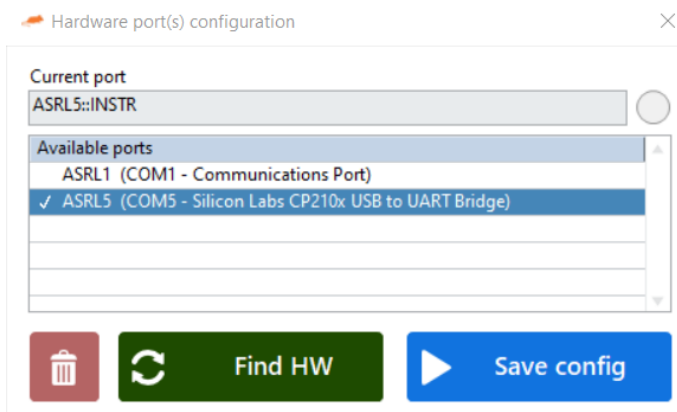 Hardware port(s) configuration
Current port
ASRL5::INSTR
Available ports
ASRL1 (COM1 - Communications Port)
✓ ASRL5 (COM5 - Silicon Labs CP210x USB to UART Bridge)
Find HW
Save config